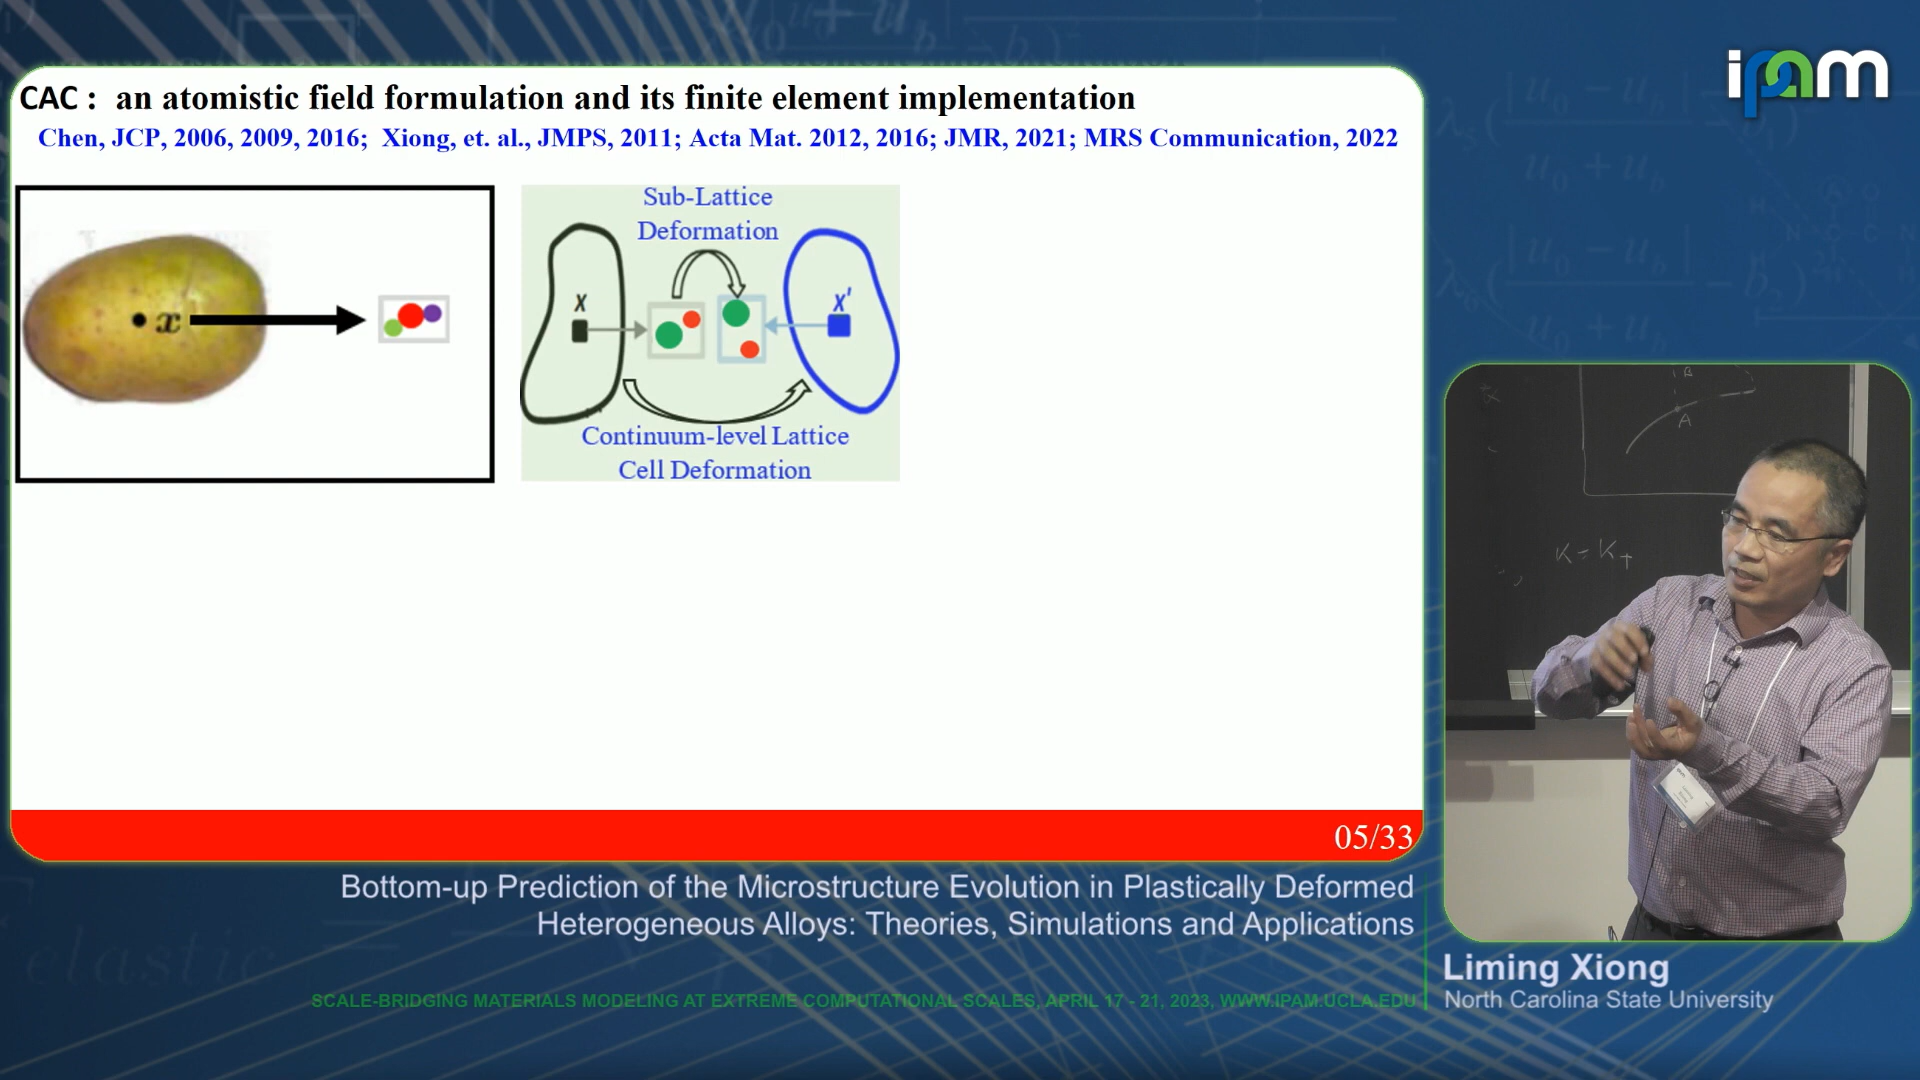 ipam
CAC : an atomistic field formulation and its finite element implementation
Chen, JCP, 2006, 2009, 2016; Xiong, et. al., JMPS, 2011; Acta Mat. 2012, 2016; JMR, 2021; MRS Communication, 2022
x
Sub-Lattice
Deformation
X
X'
Continuum-level Lattice
Cell Deformation
B
A
K = K
05/33
Bottom-up Prediction of the Microstructure Evolution in Plastically Deformed
Heterogeneous Alloys: Theories, Simulations and Applications
Liming Xiong
North Carolina State University
SCALE-BRIDGING MATERIALS MODELING AT EXTREME COMPUTATIONAL SCALES, APRIL 17 - 21, 2023, WWW.IPAM.UCLA.EDU
elastic